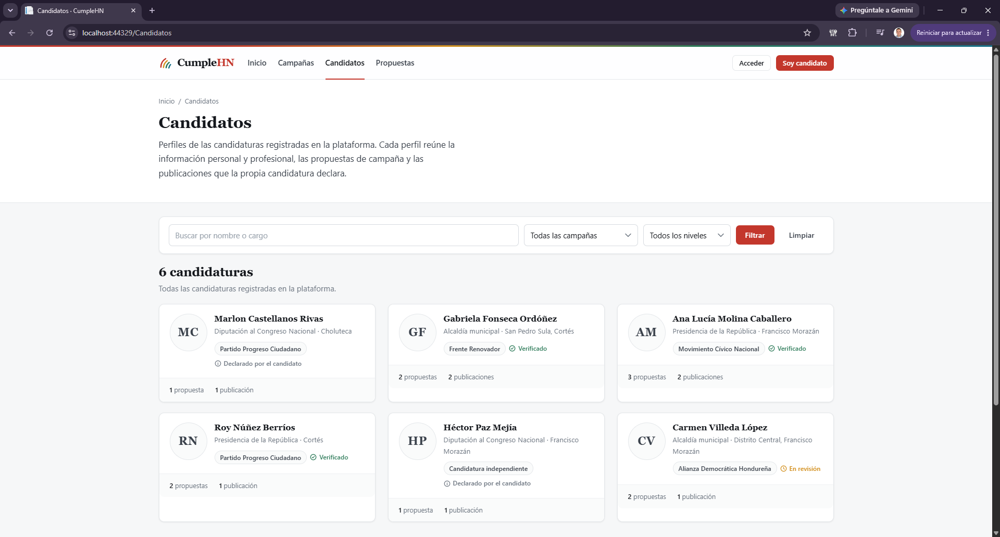 Candidatos · CumpleHN
Pregúntale a Gemini
localhost:44329/Candidatos
Reiniciar para actualizar
CumpleHN
Inicio
Campañas
Candidatos
Propuestas
Acceder
Soy candidato
Inicio / Candidatos
Candidatos
Perfiles de las candidaturas registradas en la plataforma. Cada perfil reúne la
información personal y profesional, las propuestas de campaña y las
publicaciones que la propia candidatura declara.
Buscar por nombre o cargo
Todas las campañas
Todos los niveles
Filtrar
Limpiar
6 candidaturas
Todas las candidaturas registradas en la plataforma.
MC
Marlon Castellanos Rivas
Diputación al Congreso Nacional · Choluteca
Partido Progreso Ciudadano
Declarado por el candidato
1 propuesta
1 publicación
GF
Gabriela Fonseca Ordóñez
Alcaldía municipal · San Pedro Sula, Cortés
Frente Renovador
Verificado
2 propuestas
2 publicaciones
AM
Ana Lucía Molina Caballero
Presidencia de la República · Francisco Morazán
Movimiento Cívico Nacional
Verificado
3 propuestas
2 publicaciones
RN
Roy Núñez Berríos
Presidencia de la República · Cortés
Partido Progreso Ciudadano
Verificado
2 propuestas
1 publicación
HP
Héctor Paz Mejía
Diputación al Congreso Nacional · Francisco
Morazán
Candidatura independiente
Declarado por el candidato
1 propuesta
1 publicación
CV
Carmen Villeda López
Alcaldía municipal · Distrito Central, Francisco
Morazán
Alianza Democrática Hondureña
En revisión
2 propuestas
1 publicación